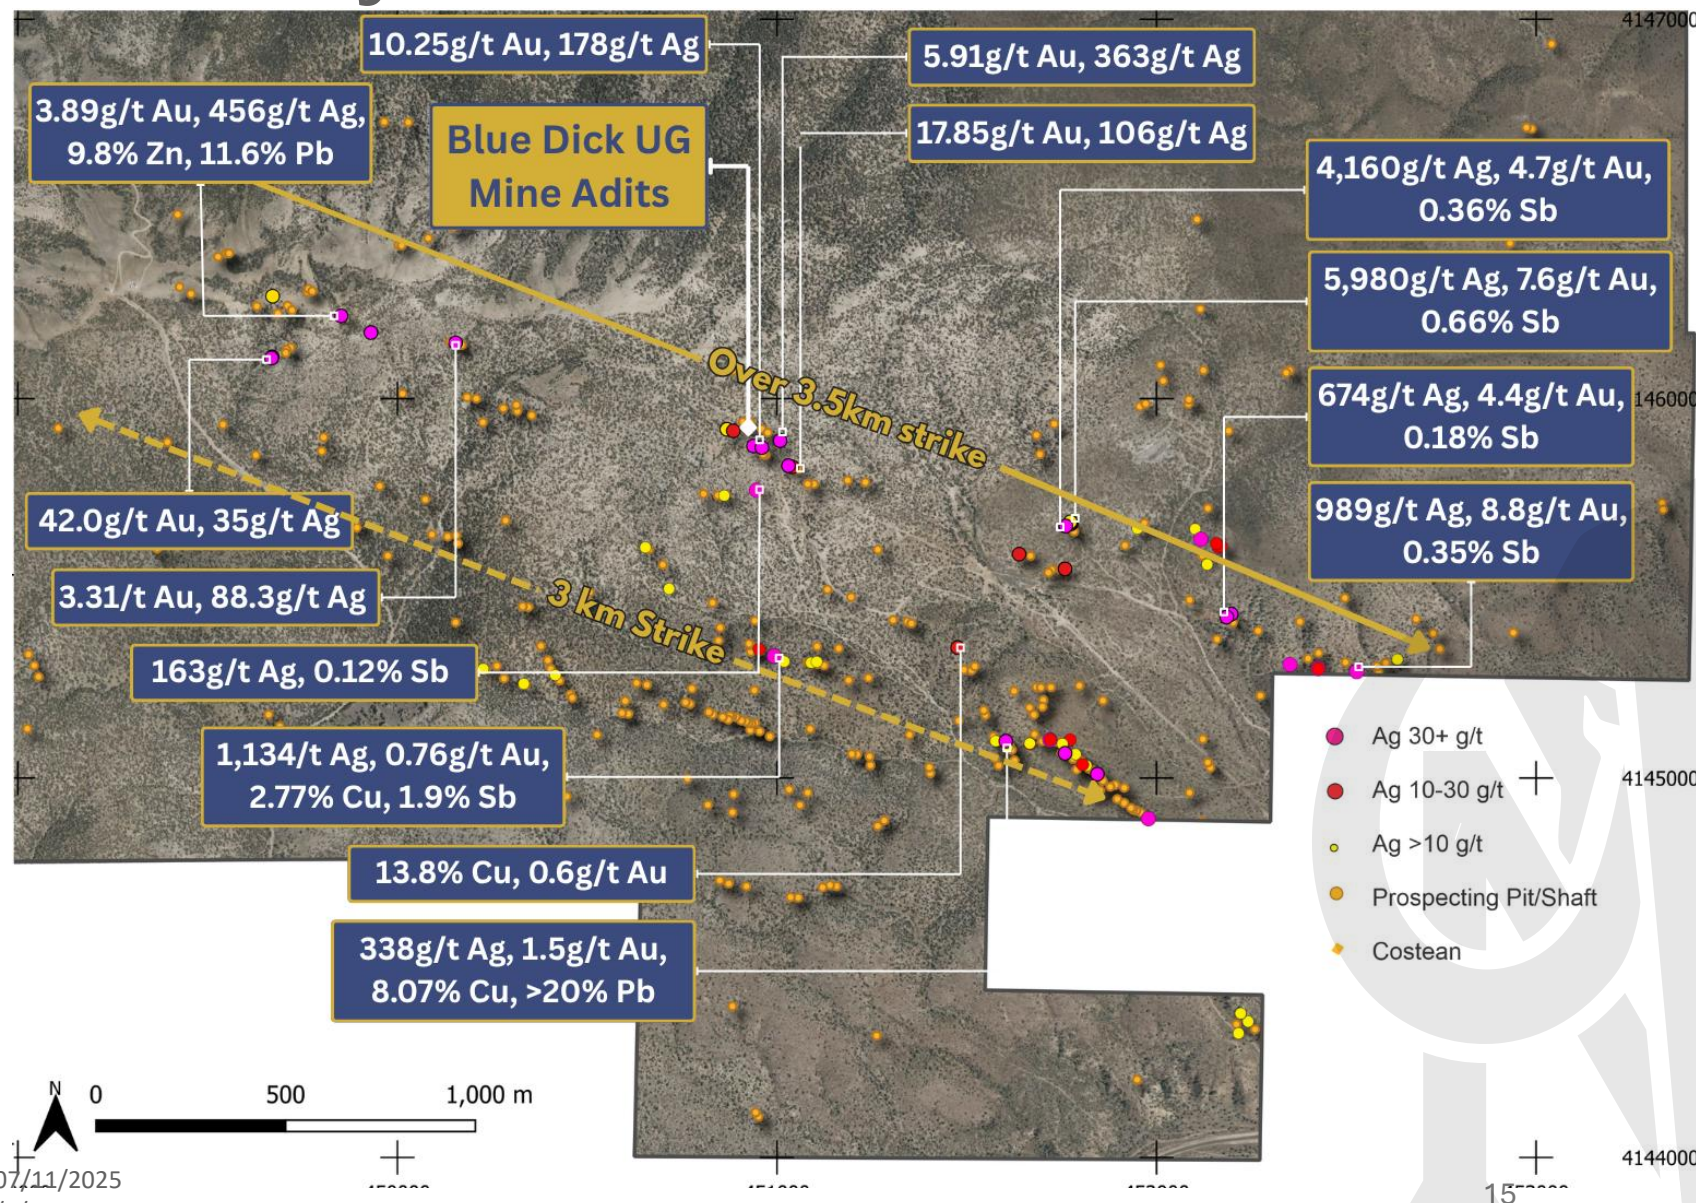 10.25g/t Au, 178g/t Ag
5.91g/t Au, 363g/t Ag
4147000
3.89g/t Au, 456g/t Ag,
9.8% Zn, 11.6% Pb
Blue Dick UG
Mine Adits
17.85g/t Au, 106g/t Ag
4,160g/t Ag, 4.7g/t Au,
0.36% Sb
5,980g/t Ag, 7.6g/t Au,
0.66% Sb
Over 3.5km strike
674g/t Ag, 4.4g/t Au,
0.18% Sb
146000
42.0g/t Au, 35g/t Ag
989g/t Ag, 8.8g/t Au,
0.35% Sb
3.31/t Au, 88.3g/t Ag
3 km Strike
163g/t Ag, 0.12% Sb
1,134/t Ag, 0.76g/t Au,
2.77% Cu, 1.9% Sb
Ag 30+ g/t
Ag 10-30 g/t
4145000
Ag >10 g/t
13.8% Cu, 0.6g/t Au
Prospecting Pit/Shaft
338g/t Ag, 1.5g/t Au,
8.07% Cu, >20% Pb
Costean
N
0 500 1,000 m
4144000
07/11/2025
15